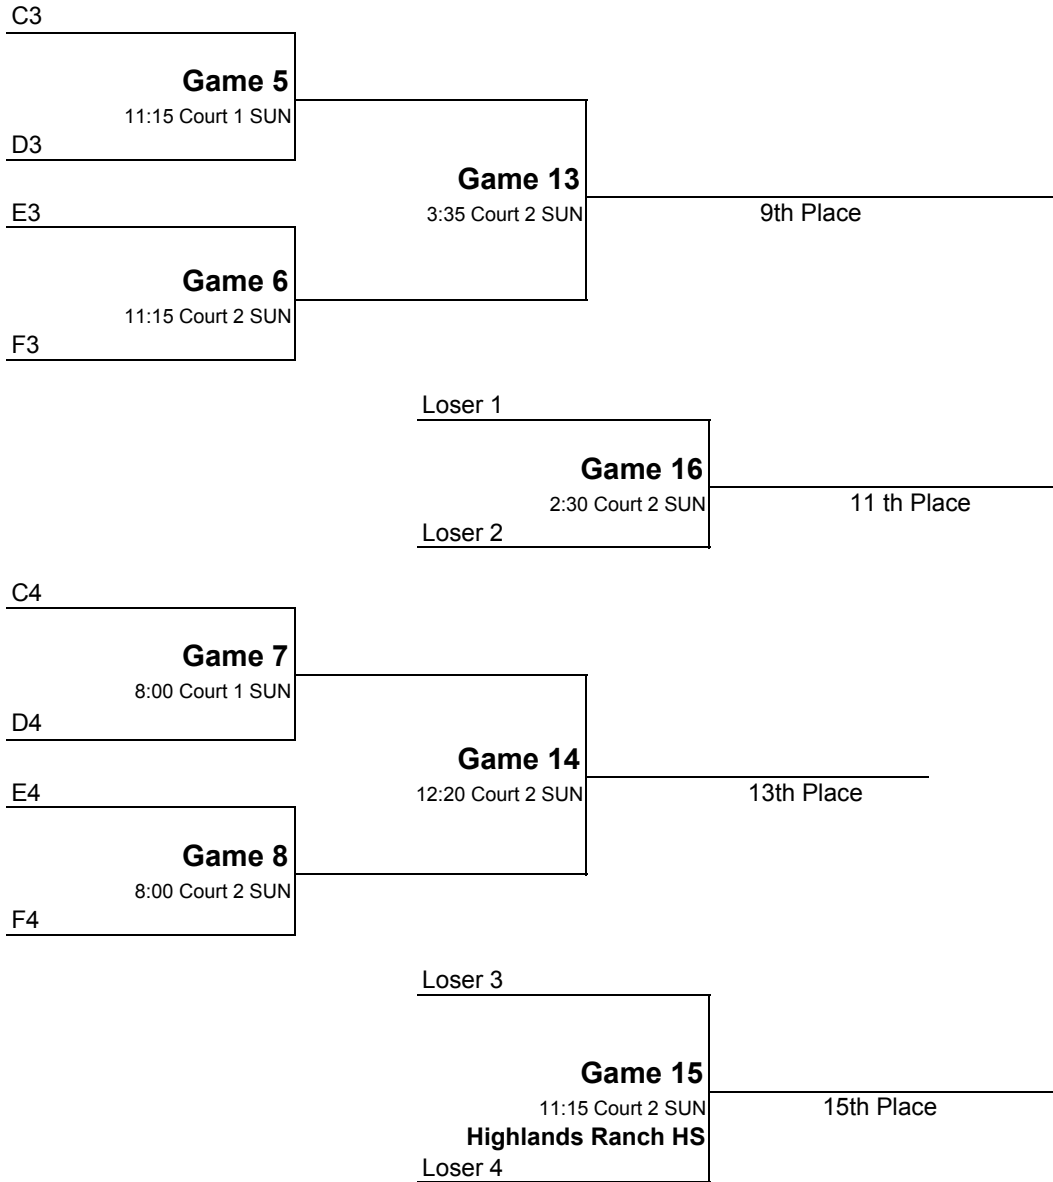 C3
Game 5
11:15 Court 1 SUN
D3
Game 13
E3
3:35 Court 2 SUN
9th Place
Game 6
11:15 Court 2 SUN
F3
Loser 1
Game 16
2:30 Court 2 SUN
11 th Place
Loser 2
C4
Game 7
8:00 Court 1 SUN
D4
Game 14
E4
12:20 Court 2 SUN
13th Place
Game 8
8:00 Court 2 SUN
F4
Loser 3
Game 15
11:15 Court 2 SUN
15th Place
Highlands Ranch HS
Loser 4